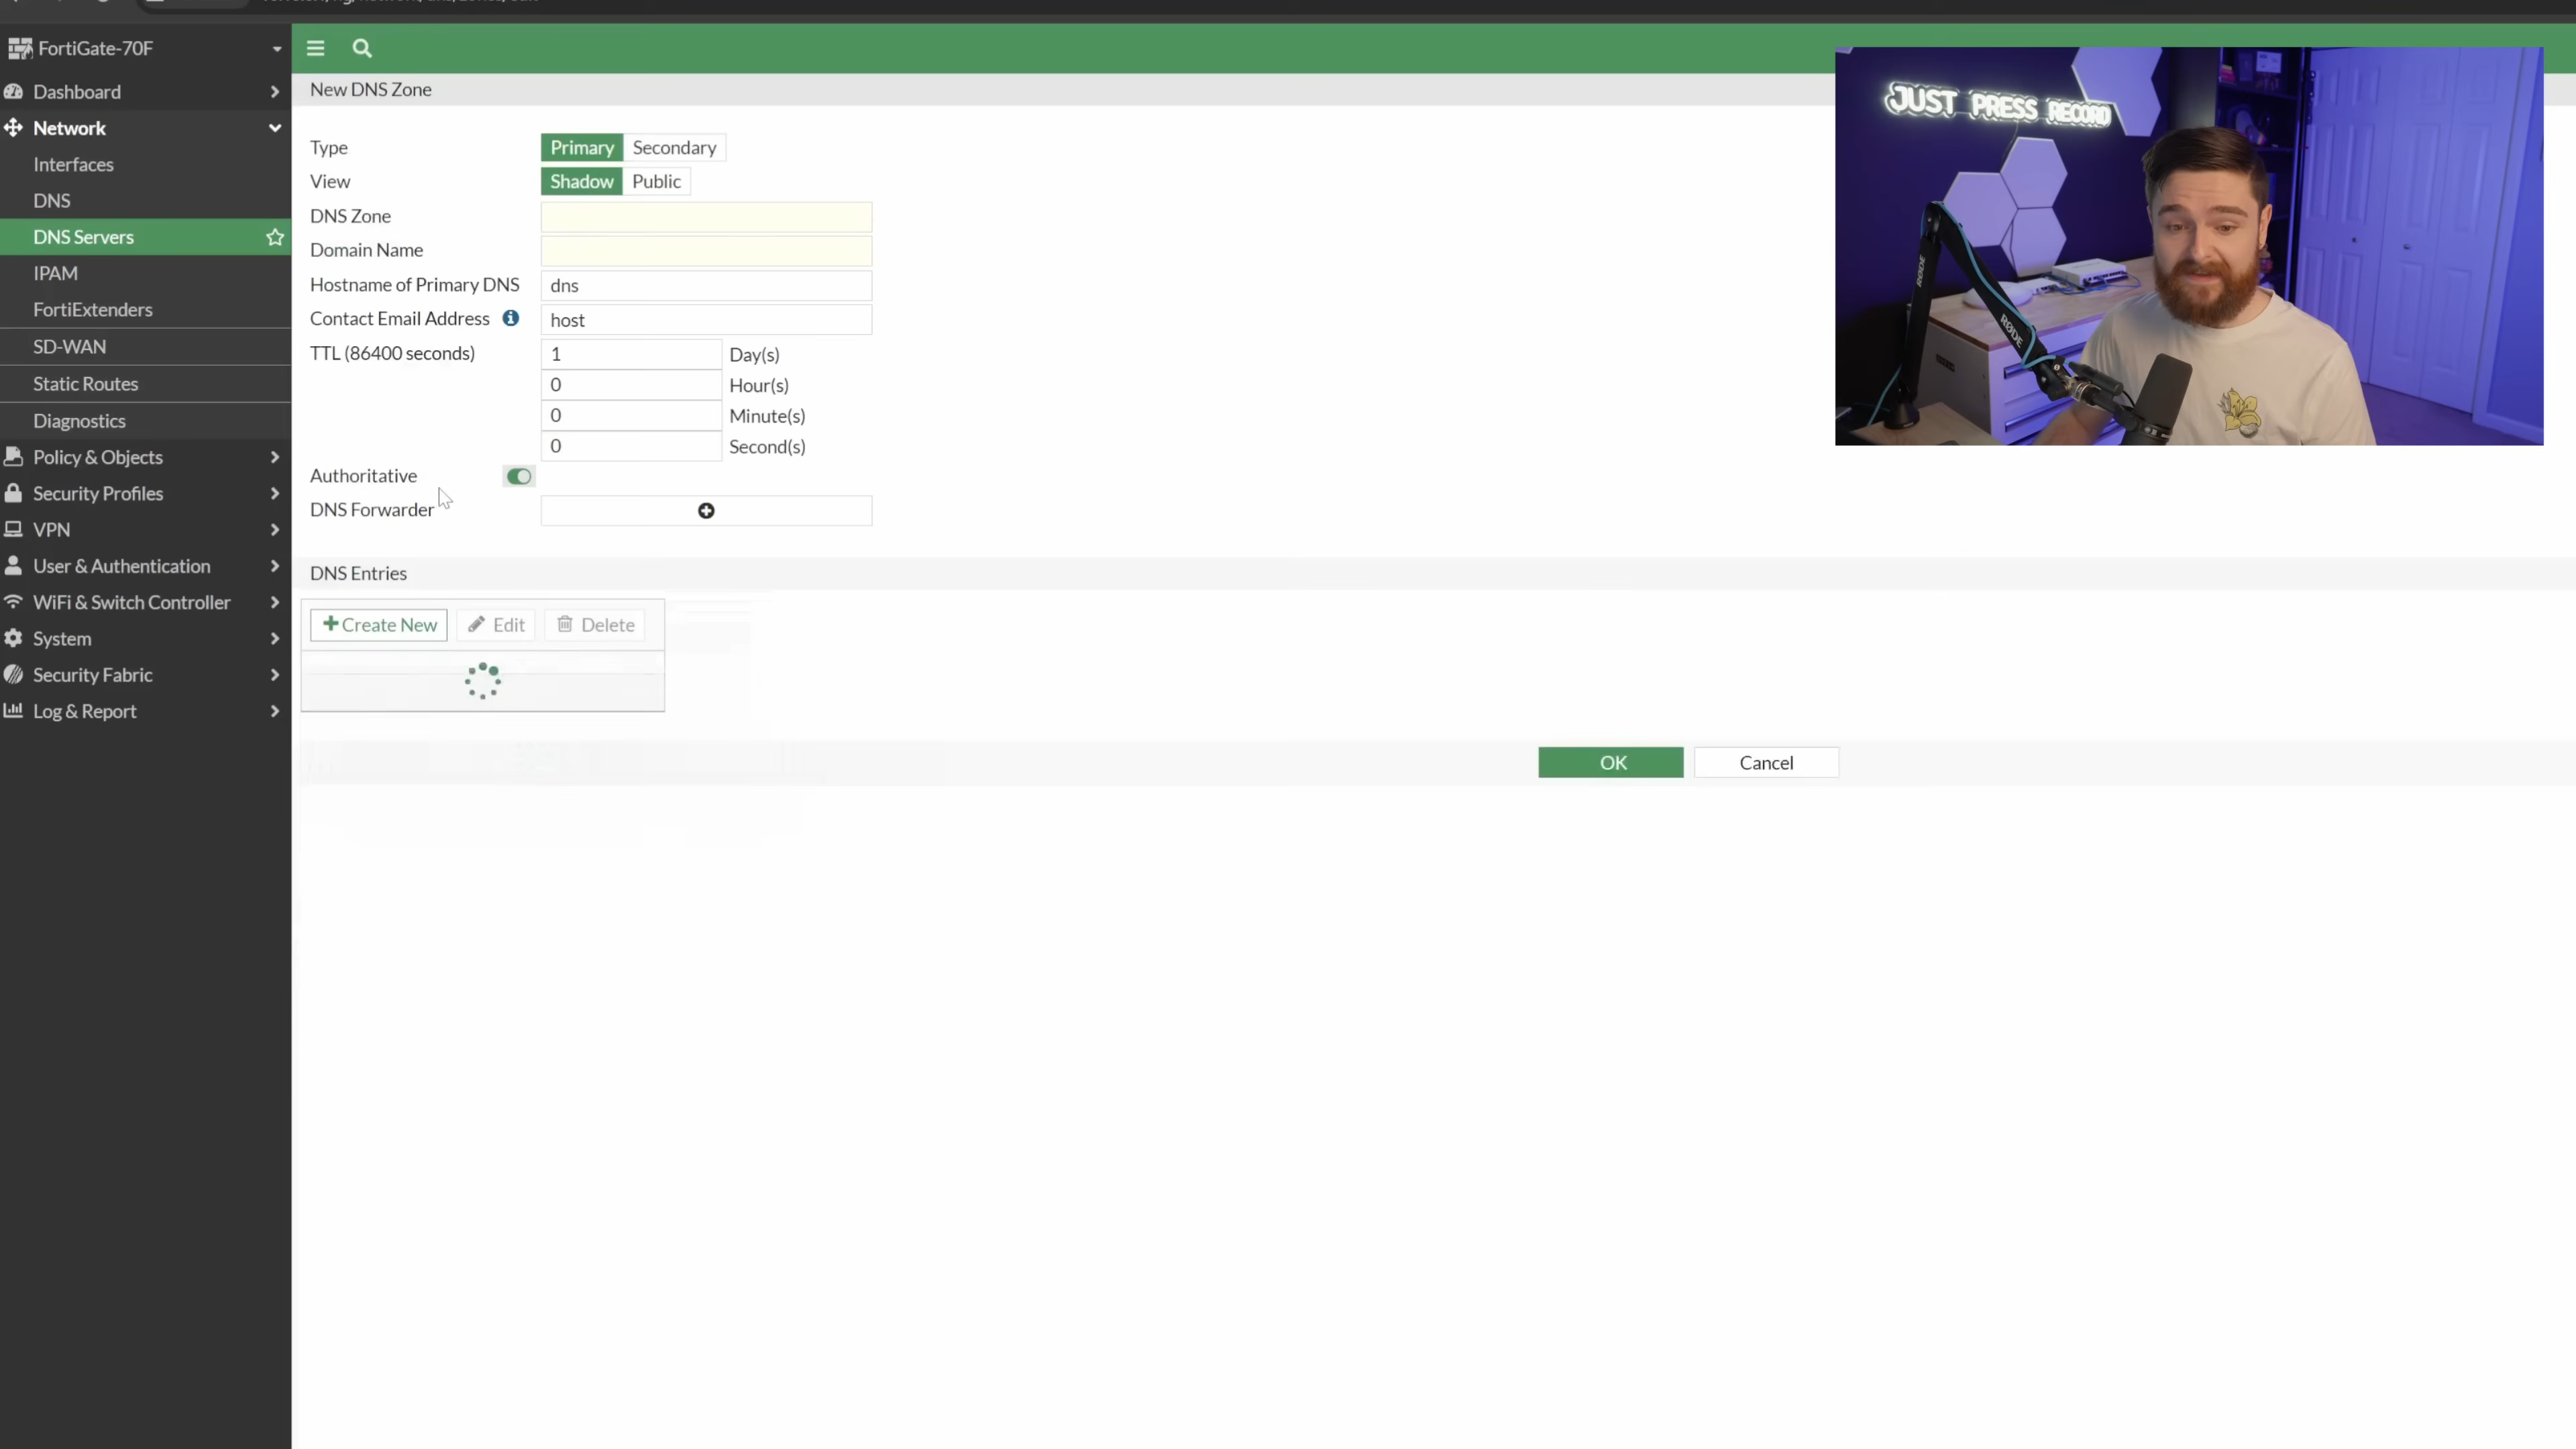 FortiGate-70F
Dashboard
Network
Interfaces
DNS
DNS Servers
IPAM
FortiExtenders
SD-WAN
Static Routes
Diagnostics
Policy & Objects
Security Profiles
VPN
User & Authentication
WiFi & Switch Controller
System
Security Fabric
Log & Report
New DNS Zone
Type Primary Secondary
View Shadow Public
DNS Zone
Domain Name
Hostname of Primary DNS dns
Contact Email Address host
TTL (86400 seconds) 1 Day(s)
0 Hour(s)
0 Minute(s)
0 Second(s)
Authoritative
DNS Forwarder
DNS Entries
Create New Edit Delete
OK Cancel
JUST PRESS RECORD
RØDE
RØDE